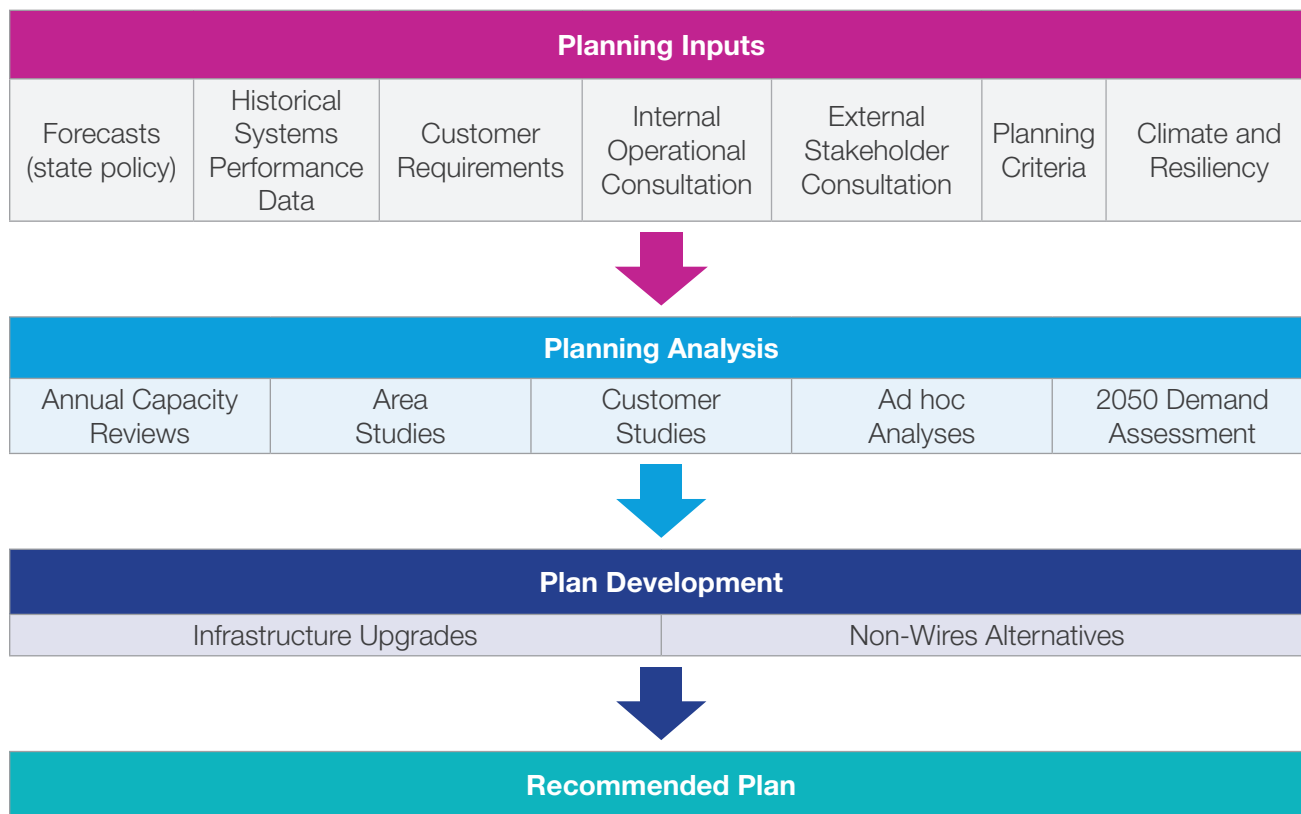 Planning Inputs
Forecasts
(state policy)
Historical
Systems
Performance
Data
Customer
Requirements
Internal
Operational
Consultation
External
Stakeholder
Consultation
Planning
Criteria
Climate and
Resiliency
Planning Analysis
Annual Capacity
Reviews
Area
Studies
Customer
Studies
Ad hoc
Analyses
2050 Demand
Assessment
Plan Development
Infrastructure Upgrades
Non-Wires Alternatives
Recommended Plan